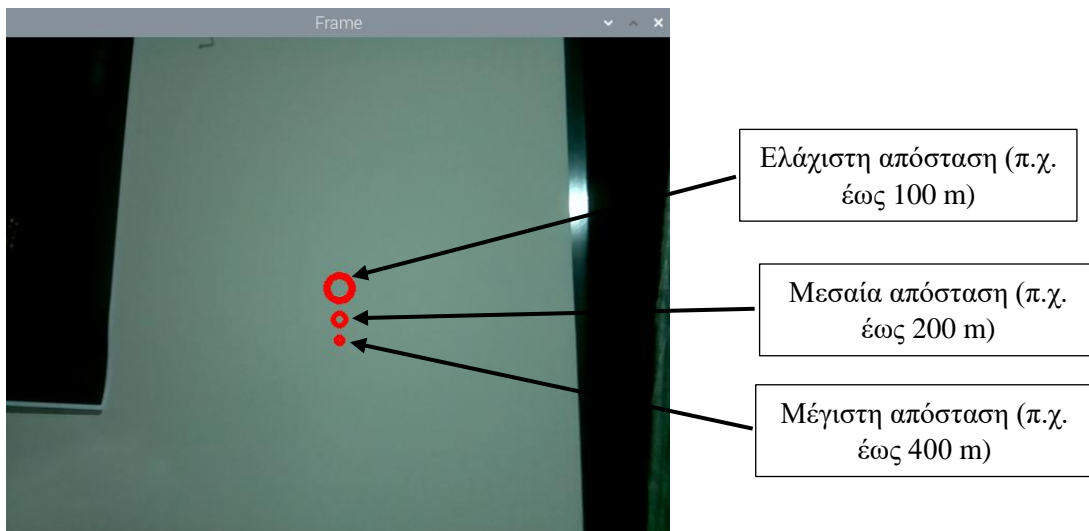 Frame
Ελάχιστη απόσταση (π.χ.
έως 100 m)
Μεσαία απόσταση (π.χ.
έως 200 m)
Μέγιστη απόσταση (π.χ.
έως 400 m)